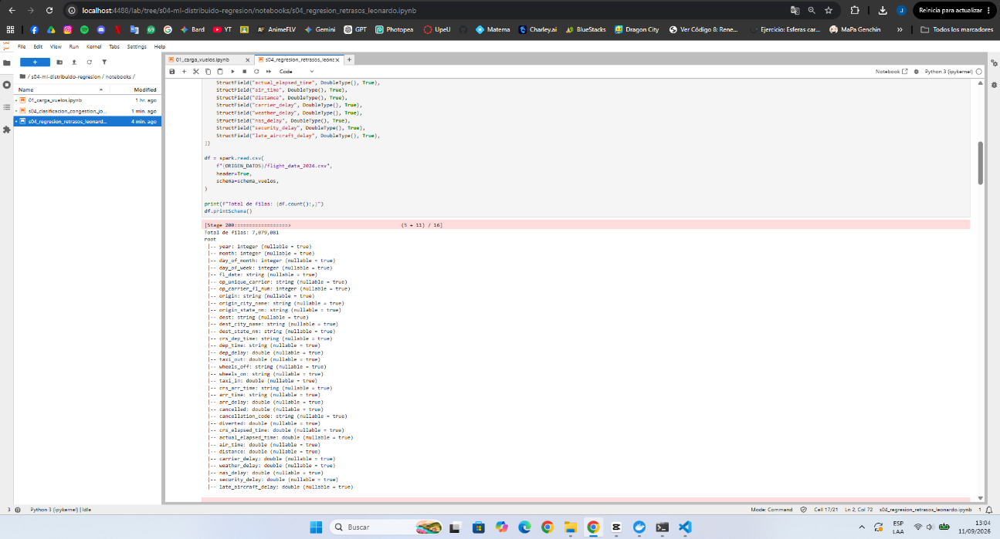 localhost:4488/lab/tree/s04-ml-distribuido-regresion/notebooks/s04_regresion_retrasos_leonardo.ipynb
Reinicia para actualizar
Bard
YT
AF AnimeFLV
Gemini
GPT
Photopea
UpeU
Matema
Charley.ai
BlueStacks
Dragon City
Ver Código 8: Rene...
Ejercicio: Esferas car...
MaPa Genchin
Todos los marcadores
File Edit View Run Kernel Tabs Settings Help
01_carga_vuelos.ipynb
s04_regresion_retrasos_leona
/ s04-ml-distribuido-regresion / notebooks /
Code
Notebook
Python 3 (ipykernel)
Name Modified
01_carga_vuelos.ipynb 1 hr. ago
s04_clasificacion_congestion_jo... 1 min. ago
s04_regresion_retrasos_leonard... 4 min. ago
StructField("actual_elapsed_time", DoubleType(), True),
StructField("air_time", DoubleType(), True),
StructField("distance", DoubleType(), True),
StructField("carrier_delay", DoubleType(), True),
StructField("weather_delay", DoubleType(), True),
StructField("nas_delay", DoubleType(), True),
StructField("security_delay", DoubleType(), True),
StructField("late_aircraft_delay", DoubleType(), True),
])
df = spark.read.csv(
f"{ORIGEN_DATOS}/flight_data_2024.csv",
header=True,
schema=schema_vuelos,
)
print(f"Total de filas: {df.count():,}")
df.printSchema()
[Stage 200:==================> (5 + 11) / 16]
Total de filas: 7,079,081
root
|-- year: integer (nullable = true)
|-- month: integer (nullable = true)
|-- day_of_month: integer (nullable = true)
|-- day_of_week: integer (nullable = true)
|-- fl_date: string (nullable = true)
|-- op_unique_carrier: string (nullable = true)
|-- op_carrier_fl_num: integer (nullable = true)
|-- origin: string (nullable = true)
|-- origin_city_name: string (nullable = true)
|-- origin_state_nm: string (nullable = true)
|-- dest: string (nullable = true)
|-- dest_city_name: string (nullable = true)
|-- dest_state_nm: string (nullable = true)
|-- crs_dep_time: string (nullable = true)
|-- dep_time: string (nullable = true)
|-- dep_delay: double (nullable = true)
|-- taxi_out: double (nullable = true)
|-- wheels_off: string (nullable = true)
|-- wheels_on: string (nullable = true)
|-- taxi_in: double (nullable = true)
|-- crs_arr_time: string (nullable = true)
|-- arr_time: string (nullable = true)
|-- arr_delay: double (nullable = true)
|-- cancelled: double (nullable = true)
|-- cancellation_code: string (nullable = true)
|-- diverted: double (nullable = true)
|-- crs_elapsed_time: double (nullable = true)
|-- actual_elapsed_time: double (nullable = true)
|-- air_time: double (nullable = true)
|-- distance: double (nullable = true)
|-- carrier_delay: double (nullable = true)
|-- weather_delay: double (nullable = true)
|-- nas_delay: double (nullable = true)
|-- security_delay: double (nullable = true)
|-- late_aircraft_delay: double (nullable = true)
3 Python 3 (ipykernel) | Idle
Mode: Command Cell 17/21 Ln 2, Col 72 s04_regresion_retrasos_leonardo.ipynb 1
Buscar
ESP
LAA
13:04
11/09/2026